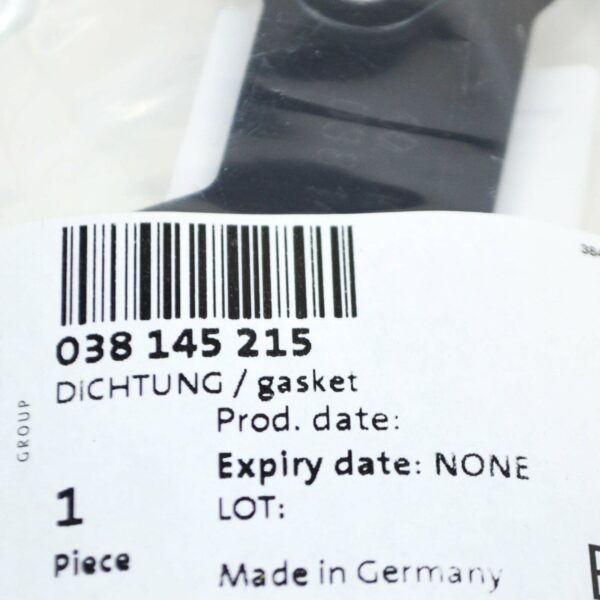 038 145 215
DiCHTUNG / gasket
Prod. date:
Expiry date: NONE
GROUP
1
LOT:
Piece
Made in Germany